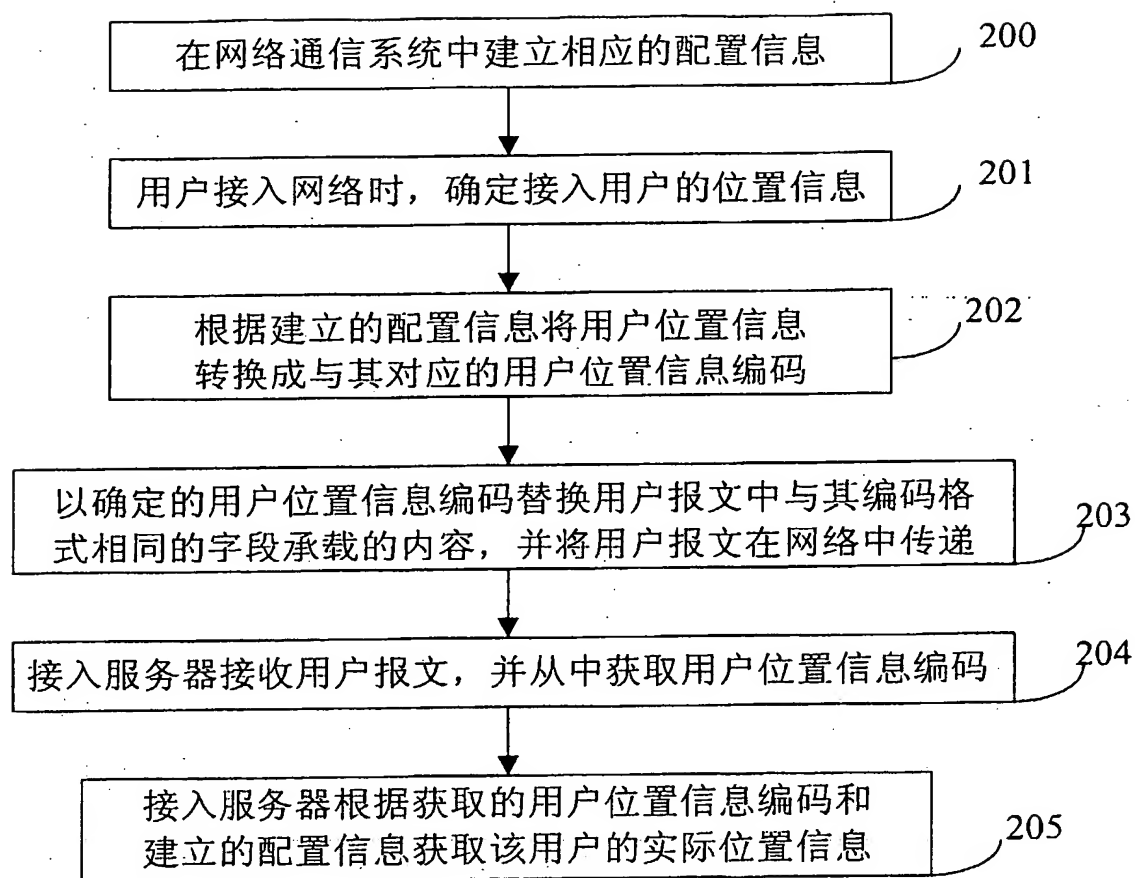 在网络通信系统中建立相应的配置信息
200
用户接入网络时，确定接入用户的位置信息
201
根据建立的配置信息将用户位置信息
转换成与其对应的用户位置信息编码
202
以确定的用户位置信息编码替换用户报文中与其编码格
式相同的字段承载的内容，并将用户报文在网络中传递
203
接入服务器接收用户报文，并从中获取用户位置信息编码
204
接入服务器根据获取的用户位置信息编码和
建立的配置信息获取该用户的实际位置信息
205